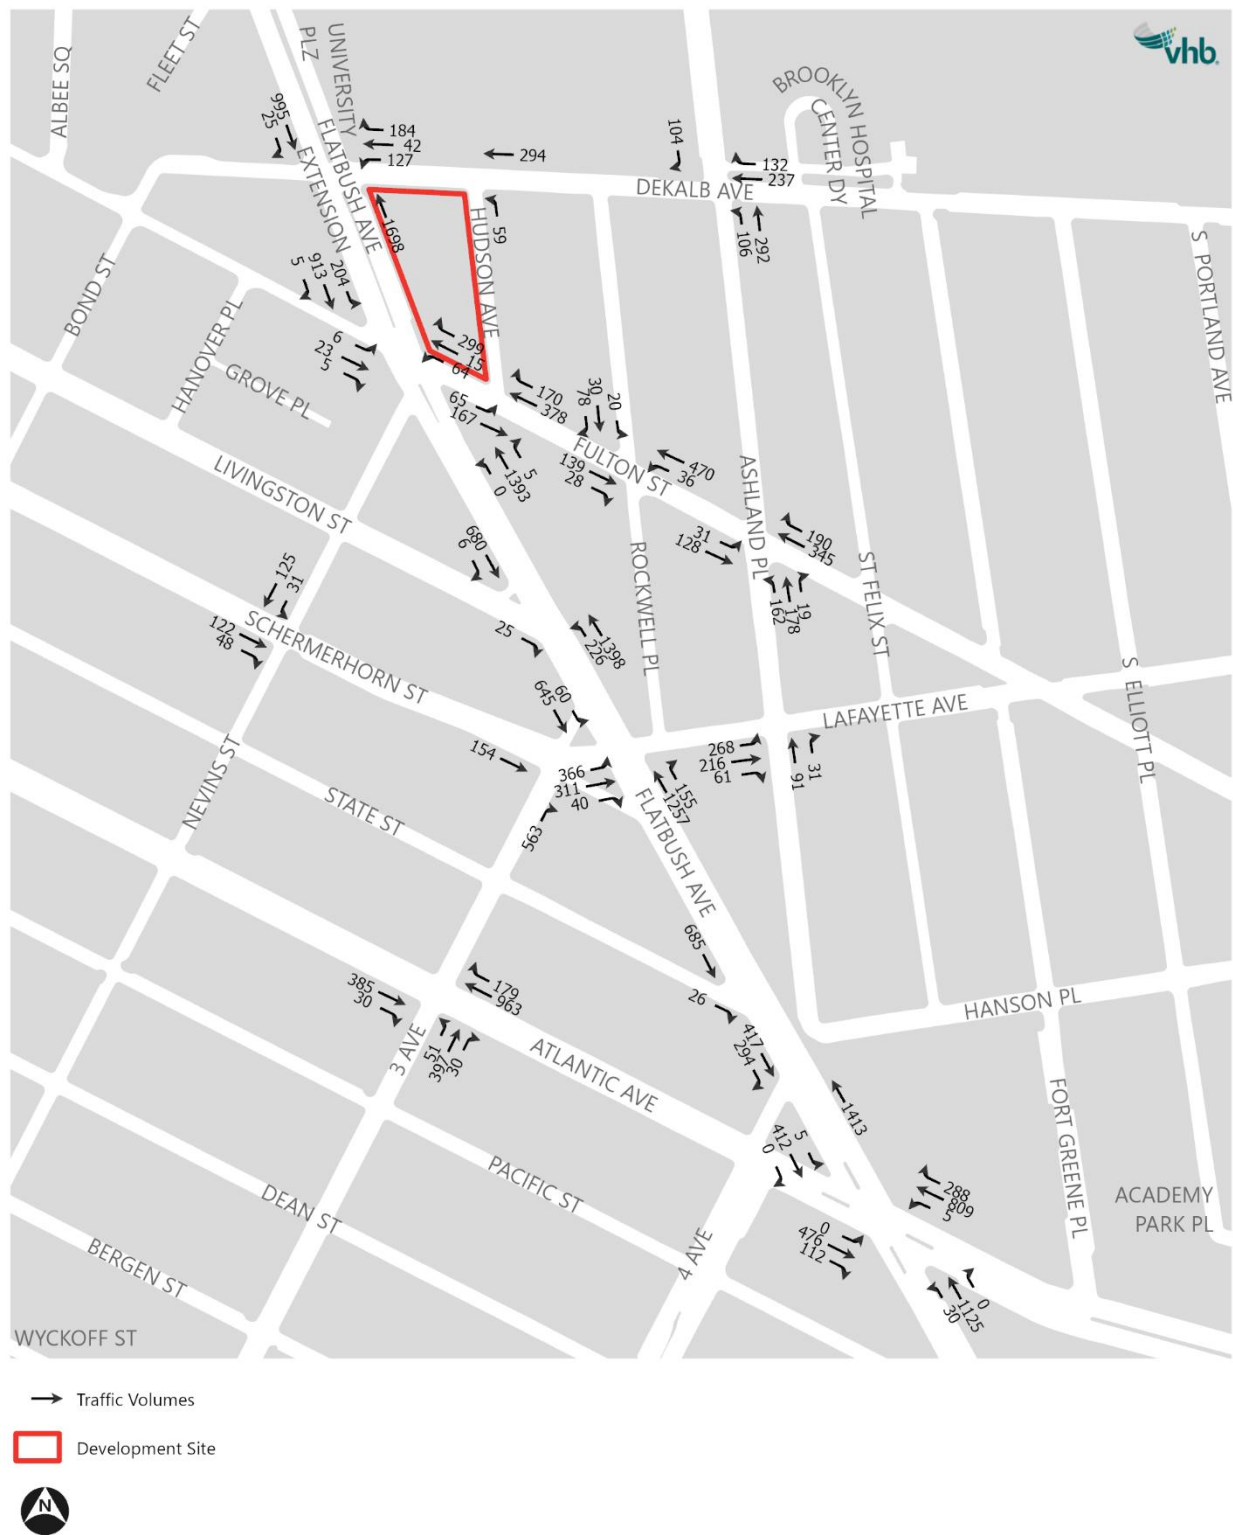 vhb.
ALBEE SQ
FLEET ST
UNIVERSITY
PLZ
BROOKLYN HOSPITAL
CENTER DY
995
25
FLATBUSH AVE
EXTENSION
184
42
127
294
104
132
237
DEKALB AVE
106
292
HUDSON AVE
59
1698
S PORTLAND AVE
BOND ST
5
913
204
HANOVER PL
GROVE PL
6
23
5
299
15
64
170
378
65
167
78
30
20
FULTON ST
139
28
470
36
5
1393
0
LIVINGSTON ST
ROCKWELL PL
ASHLAND PL
31
128
190
345
162
178
19
ST FELIX ST
680
6
125
31
SCHERMERHORN ST
122
48
25
1398
226
645
60
154
366
311
40
268
216
61
91
31
LAFAYETTE AVE
S ELLIOTT PL
NEVINS ST
STATE ST
563
155
1257
FLATBUSH AVE
685
26
385
30
179
963
51
397
30
3 AVE
ATLANTIC AVE
417
294
HANSON PL
1413
FORT GREENE PL
0
412
5
288
809
5
ACADEMY
PARK PL
PACIFIC ST
DEAN ST
BERGEN ST
4 AVE
0
476
112
30
1125
0
WYCKOFF ST
Traffic Volumes
Development Site
N